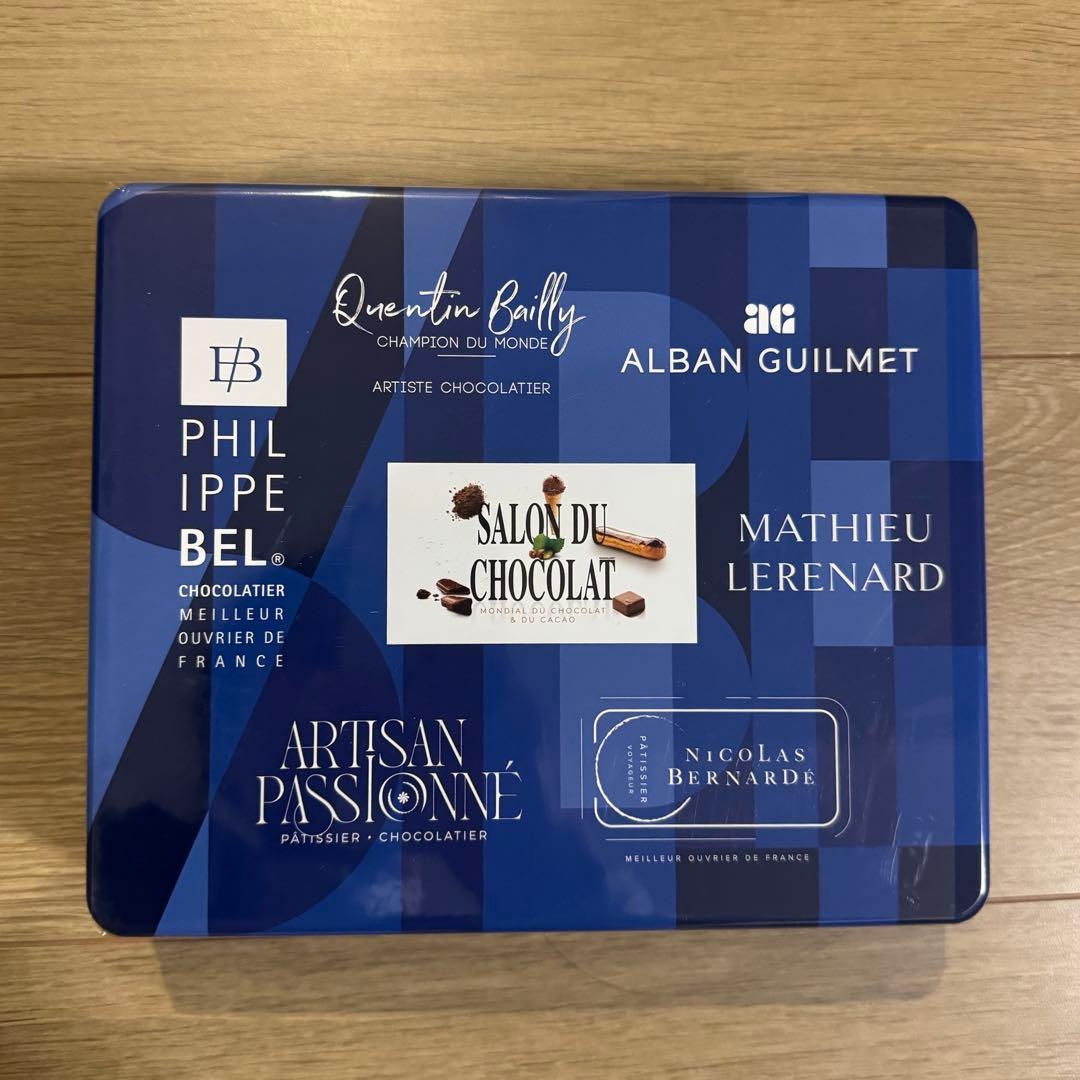 Quentin Bailly
CHAMPION DU MONDE
ARTISTE CHOCOLATIER
ag
ALBAN GUILMET
PB
PHIL
IPPE
BEL®
CHOCOLATIER
MEILLEUR
OUVRIER DE
FRANCE
SALON DU
CHOCOLAT
MONDIAL DU CHOCOLAT
& DU CACAO
MATHIEU
LERENARD
ARTISAN
PASSIONNÉ
PÂTISSIER • CHOCOLATIER
PÂTISSIER
VOYAGEUR
NICOLAS
BERNARDÉ
MEILLEUR OUVRIER DE FRANCE